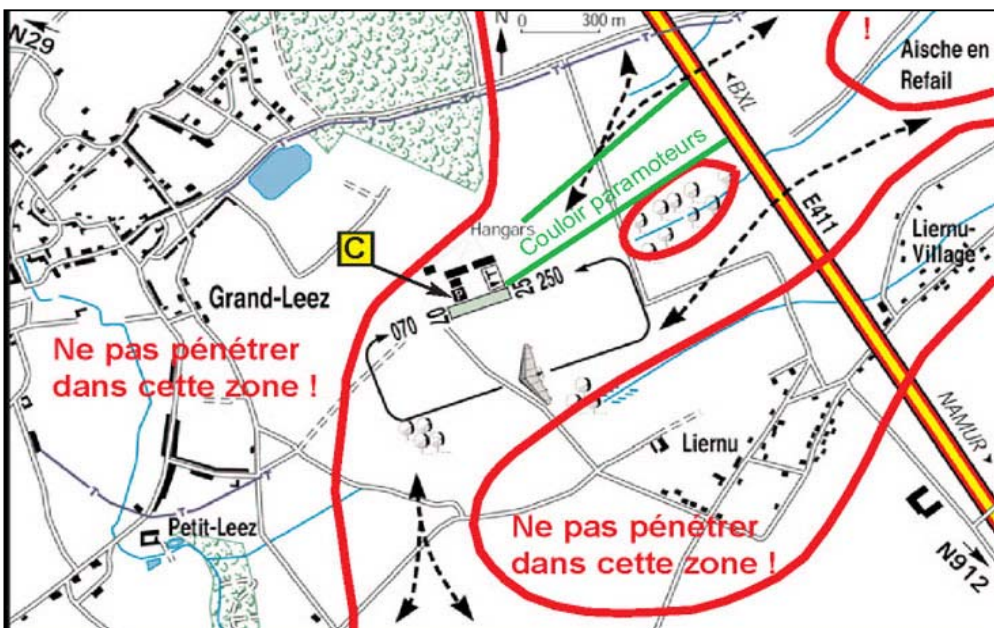 N29
N
0 300 m
!
Aische en
Refail
BXL
Couloir paramoteurs
E411
Liernu-
Village
Hangars
C
P
T
07
25
250
070
Grand-Leez
Ne pas pénétrer
dans cette zone !
Liernu
NAMUR
Petit-Leez
Ne pas pénétrer
dans cette zone !
N912